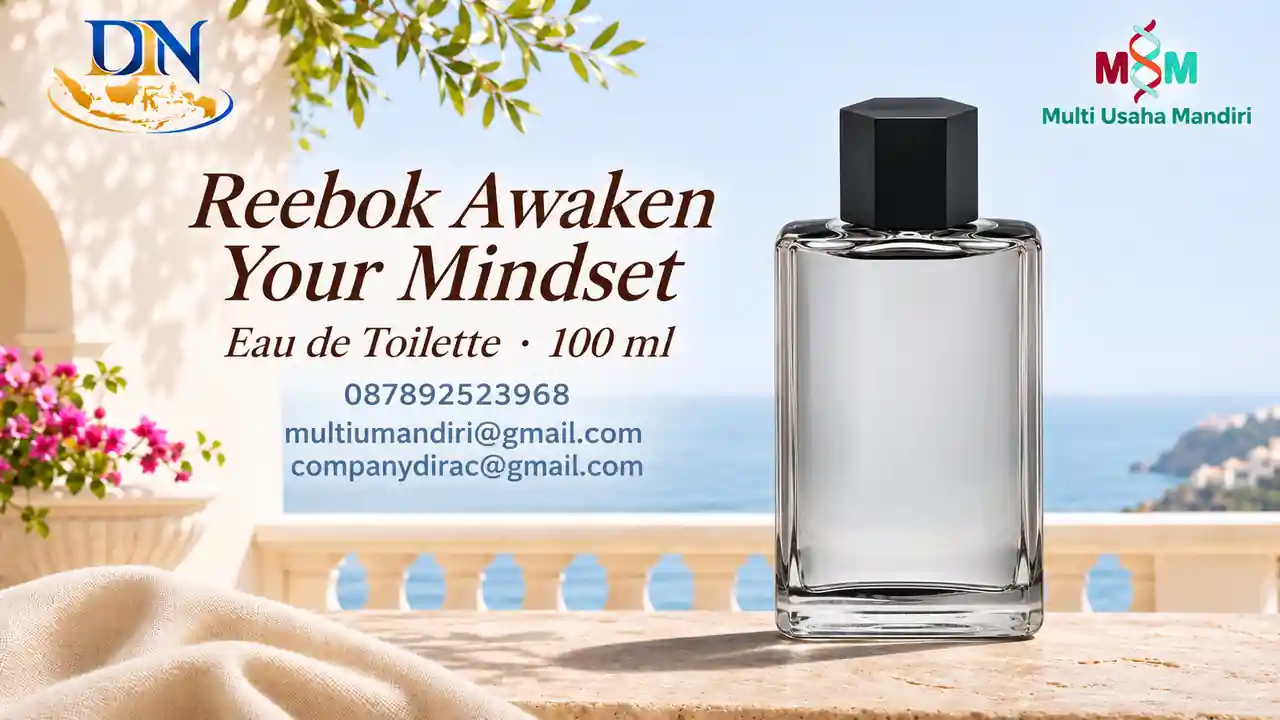 DN
MSM
Multi Usaha Mandiri
Reebok Awaken
Your Mindset
Eau de Toilette · 100 ml
087892523968
multiumandiri@gmail.com
companydirac@gmail.com